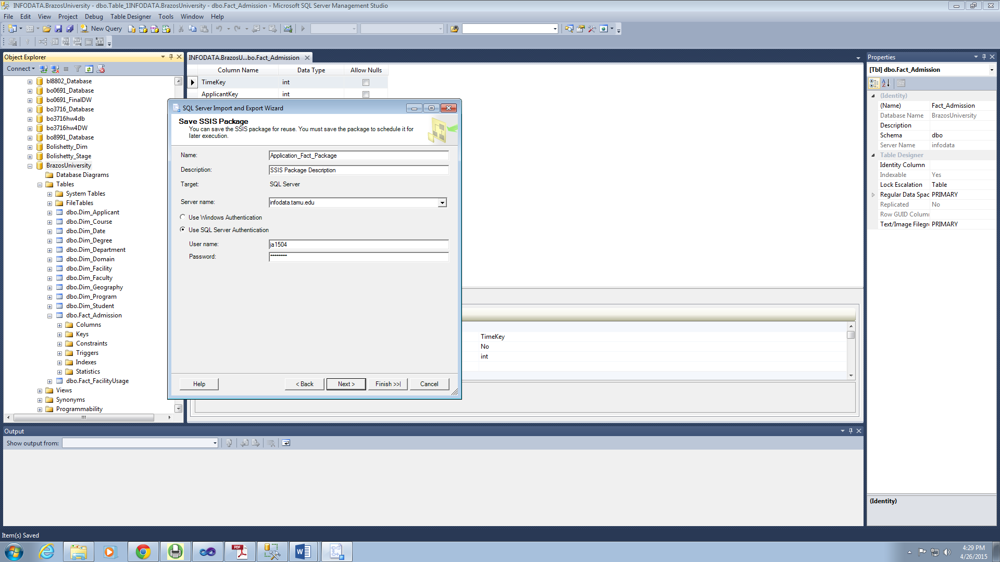 INFODATA.BrazosUniversity - dbo.Table_1INFODATA.BrazosUniversity - dbo.Fact_Admission - Microsoft SQL Server Management Studio
File Edit View Project Debug Table Designer Tools Window Help
New Query
Object Explorer
Connect
bl8802_Database
bo0691_Database
bo0691_FinalDW
bo3716_Database
bo3716hw4db
bo3716hw4DW
bo8991_Database
Bolishetty_Dim
Bolishetty_Stage
BrazosUniversity
Database Diagrams
Tables
System Tables
FileTables
dbo.Dim_Applicant
dbo.Dim_Course
dbo.Dim_Date
dbo.Dim_Degree
dbo.Dim_Department
dbo.Dim_Domain
dbo.Dim_Facility
dbo.Dim_Faculty
dbo.Dim_Geography
dbo.Dim_Program
dbo.Dim_Student
dbo.Fact_Admission
Columns
Keys
Constraints
Triggers
Indexes
Statistics
dbo.Fact_FacilityUsage
Views
Synonyms
Programmability
INFODATA.BrazosU...bo.Fact_Admission
Column Name Data Type Allow Nulls
TimeKey int
ApplicantKey int
SQL Server Import and Export Wizard
Save SSIS Package
You can save the SSIS package for reuse. You must save the package to schedule it for
later execution.
Name: Application_Fact_Package
Description: SSIS Package Description
Target: SQL Server
Server name: infodata.tamu.edu
Use Windows Authentication
Use SQL Server Authentication
User name: ja1504
Password: ********
Help < Back Next > Finish >>| Cancel
TimeKey
No
int
Properties
[Tbl] dbo.Fact_Admission
(Identity)
(Name) Fact_Admission
Database Name BrazosUniversity
Description
Schema dbo
Server Name infodata
Table Designer
Identity Column
Indexable Yes
Lock Escalation Table
Regular Data Spac PRIMARY
Replicated No
Row GUID Column
Text/Image Filegr PRIMARY
(Identity)
Output
Show output from:
Item(s) Saved
4:29 PM
4/26/2015